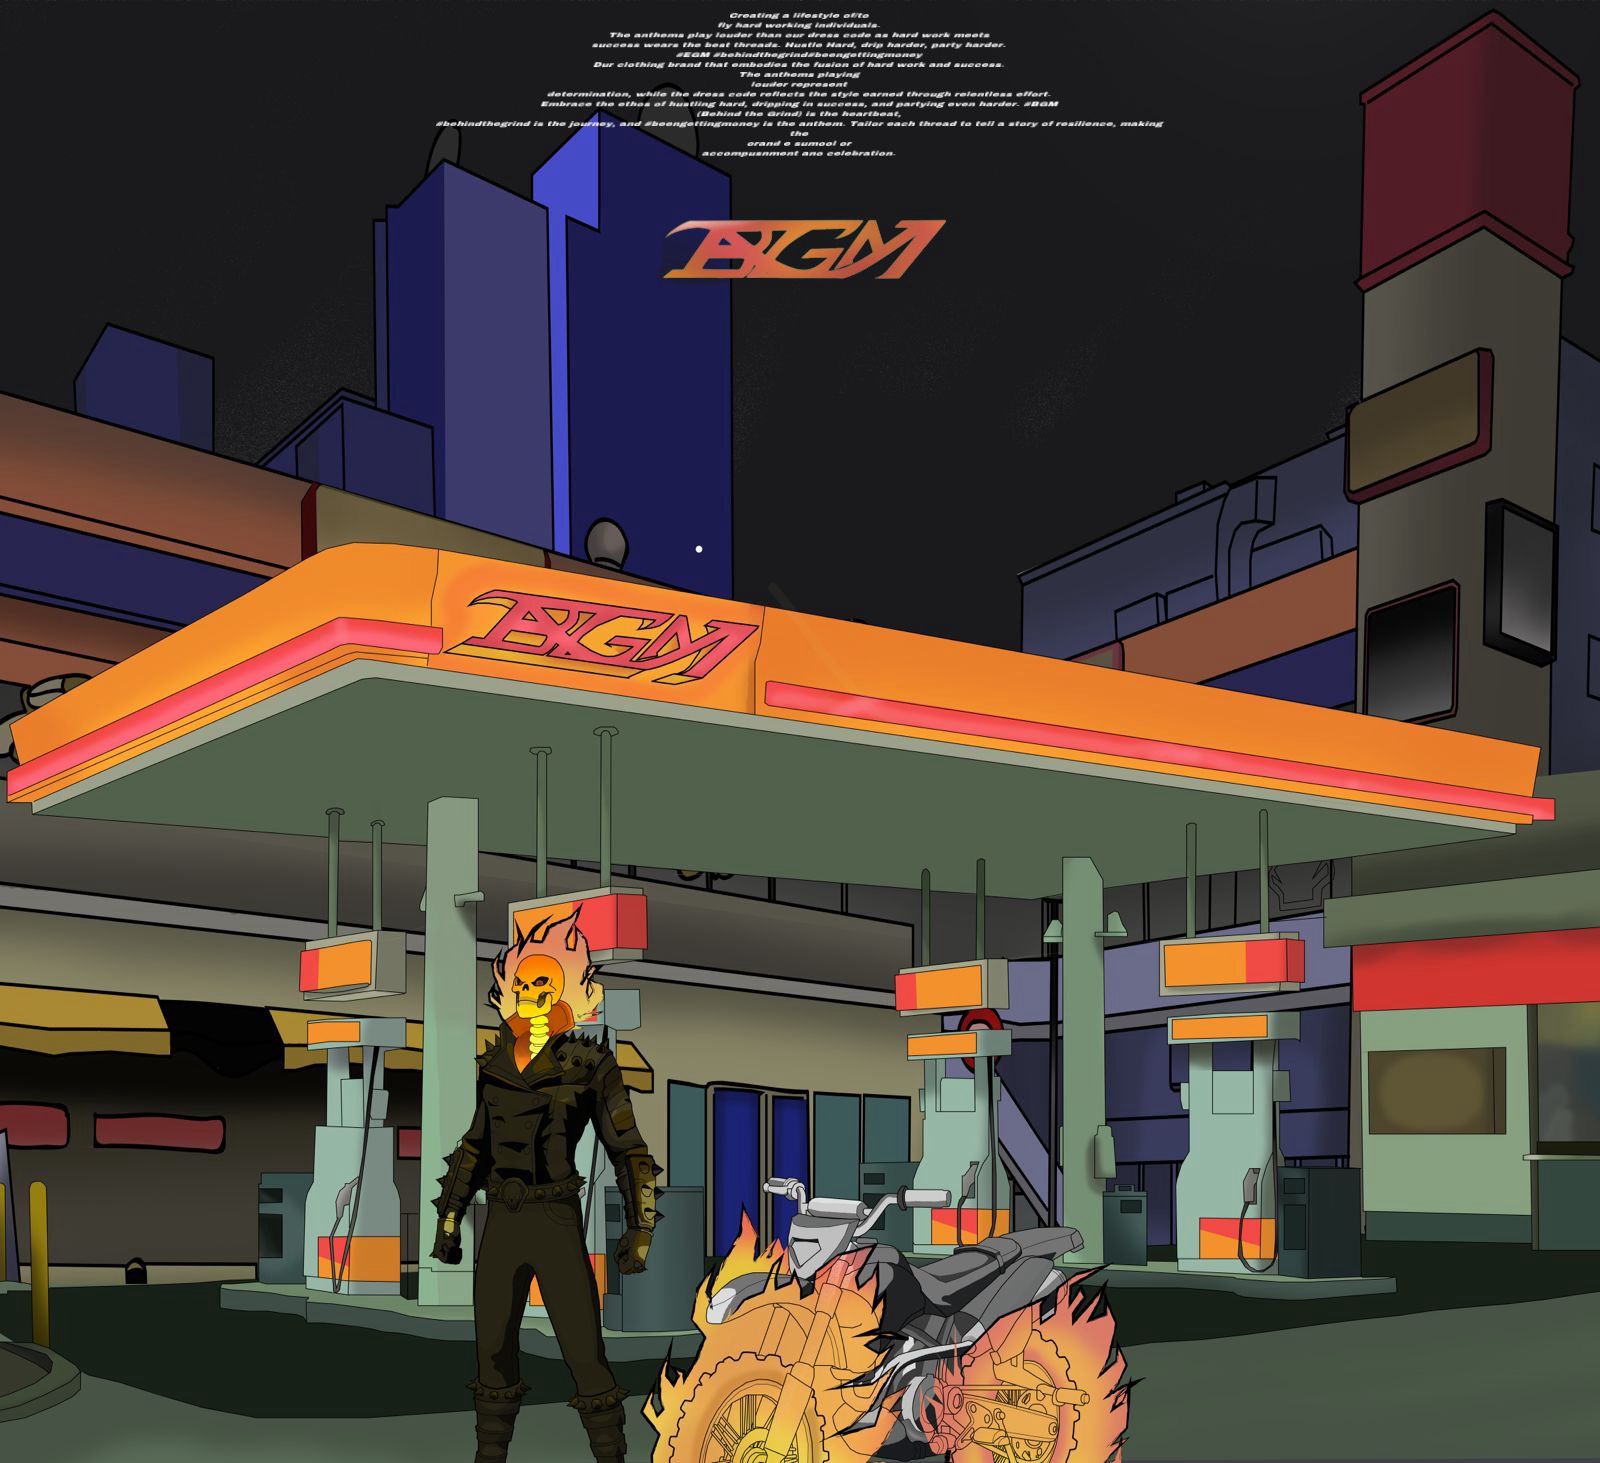 Creating a lifestyle of/to
fly hard working individuals.
The anthems play louder than our dress code as hard work meets
success wears the best threads. Hustle Hard, drip harder, party harder.
#EGM #behindthegrind#beengettingmoney
Dur clothing brand that embodies the fusion of hard work and success.
The anthems playing
louder represent
determination, while the dress code reflects the style earned through relentless effort.
Embrace the ethos of hustling hard, dripping in success, and partying even harder. #BGM
(Behind the Grind) is the heartbeat,
#behindthegrind is the journey, and #beengettingmoney is the anthem. Tailor each thread to tell a story of resilience, making
the
orand e sumool or
accompusnment ano celebration.
BGM
BGM